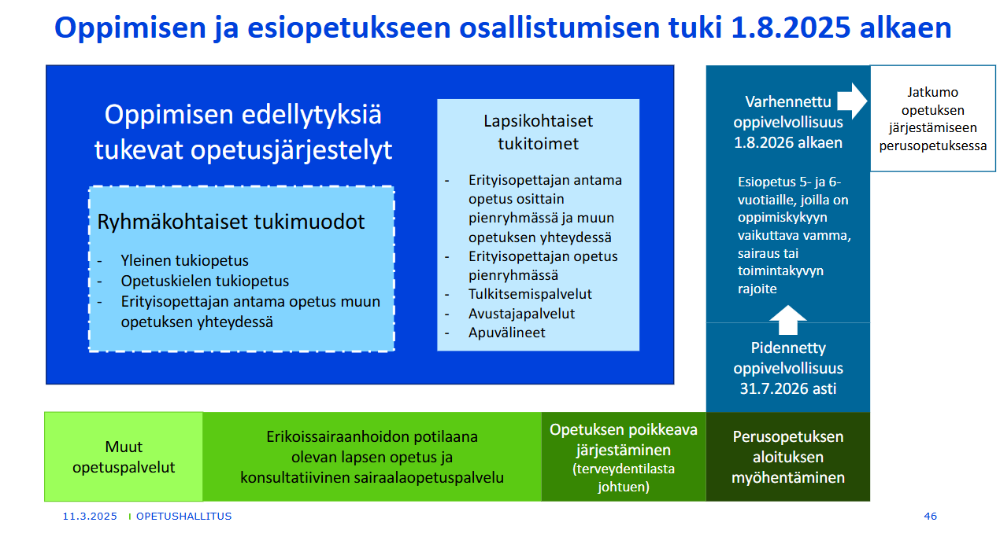 Oppimisen ja esiopetukseen osallistumisen tuki 1.8.2025 alkaen
Oppimisen edellytyksiä
tukevat opetusjärjestelyt
Ryhmäkohtaiset tukimuodot
- Yleinen tukiopetus
- Opetuskielen tukiopetus
- Erityisopettajan antama opetus muun
opetuksen yhteydessä
Lapsikohtaiset
tukitoimet
- Erityisopettajan antama
opetus osittain
pienryhmässä ja muun
opetuksen yhteydessä
- Erityisopettajan opetus
pienryhmässä
- Tulkitsemispalvelut
- Avustajapalvelut
- Apuvälineet
Varhennettu
oppivelvollisuus
1.8.2026 alkaen
Esiopetus 5- ja 6-
vuotiaille, joilla on
oppimiskykyyn
vaikuttava vamma,
sairaus tai
toimintakyvyn
rajoite
Pidennetty
oppivelvollisuus
31.7.2026 asti
Jatkumo
opetuksen
järjestämiseen
perusopetuksessa
Muut
opetuspalvelut
Erikoissairaanhoidon potilaana
olevan lapsen opetus ja
konsultatiivinen sairaalaopetuspalvelu
Opetuksen poikkeava
järjestäminen
(terveydentilasta
johtuen)
Perusopetuksen
aloituksen
myöhentäminen
11.3.2025 OPETUSHALLITUS 46